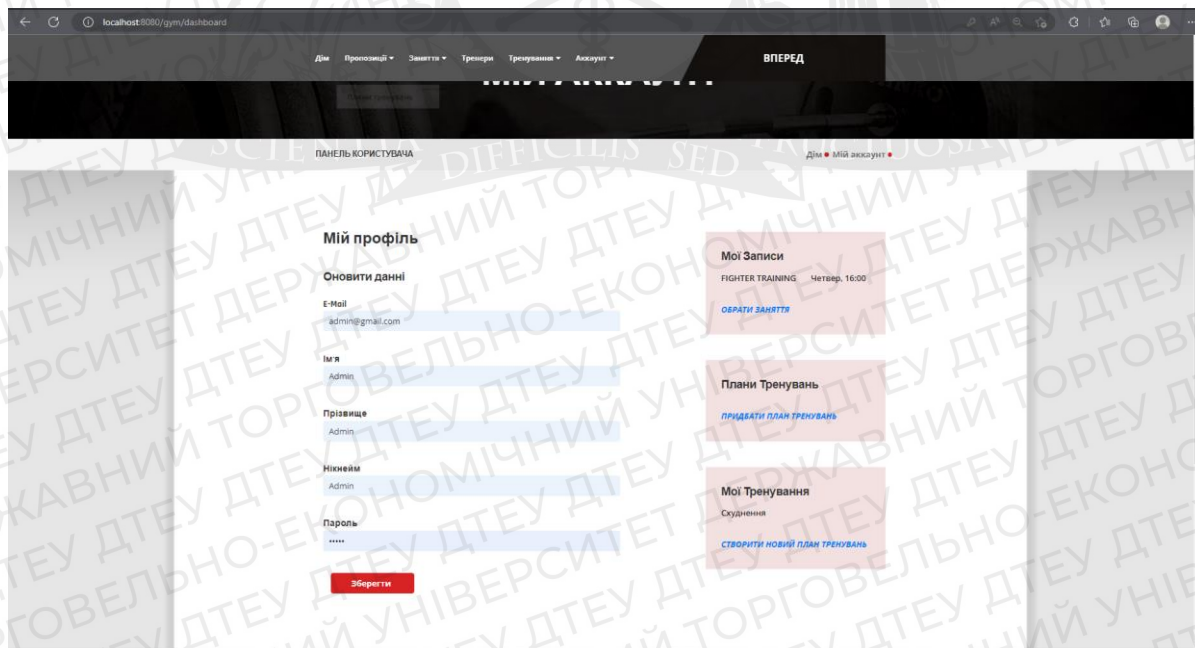 localhost:8080/gym/dashboard
Дім Пропозиції Заняття Тренери Тренування Аккаунт ВПЕРЕД
МІЙ АККАУНТ
ПАНЕЛЬ КОРИСТУВАЧА Дім Мій аккаунт
Мій профіль
Оновити данні
E-Mail
admin@gmail.com
Ім'я
Admin
Прізвище
Admin
Нікнейм
Admin
Пароль
•••••
Зберегти
Мої Записи
FIGHTER TRAINING Четвер, 16:00
ОБРАТИ ЗАНЯТТЯ
Плани Тренувань
ПРИДБАТИ ПЛАН ТРЕНУВАНЬ
Мої Тренування
Схуднення
СТВОРИТИ НОВИЙ ПЛАН ТРЕНУВАНЬ